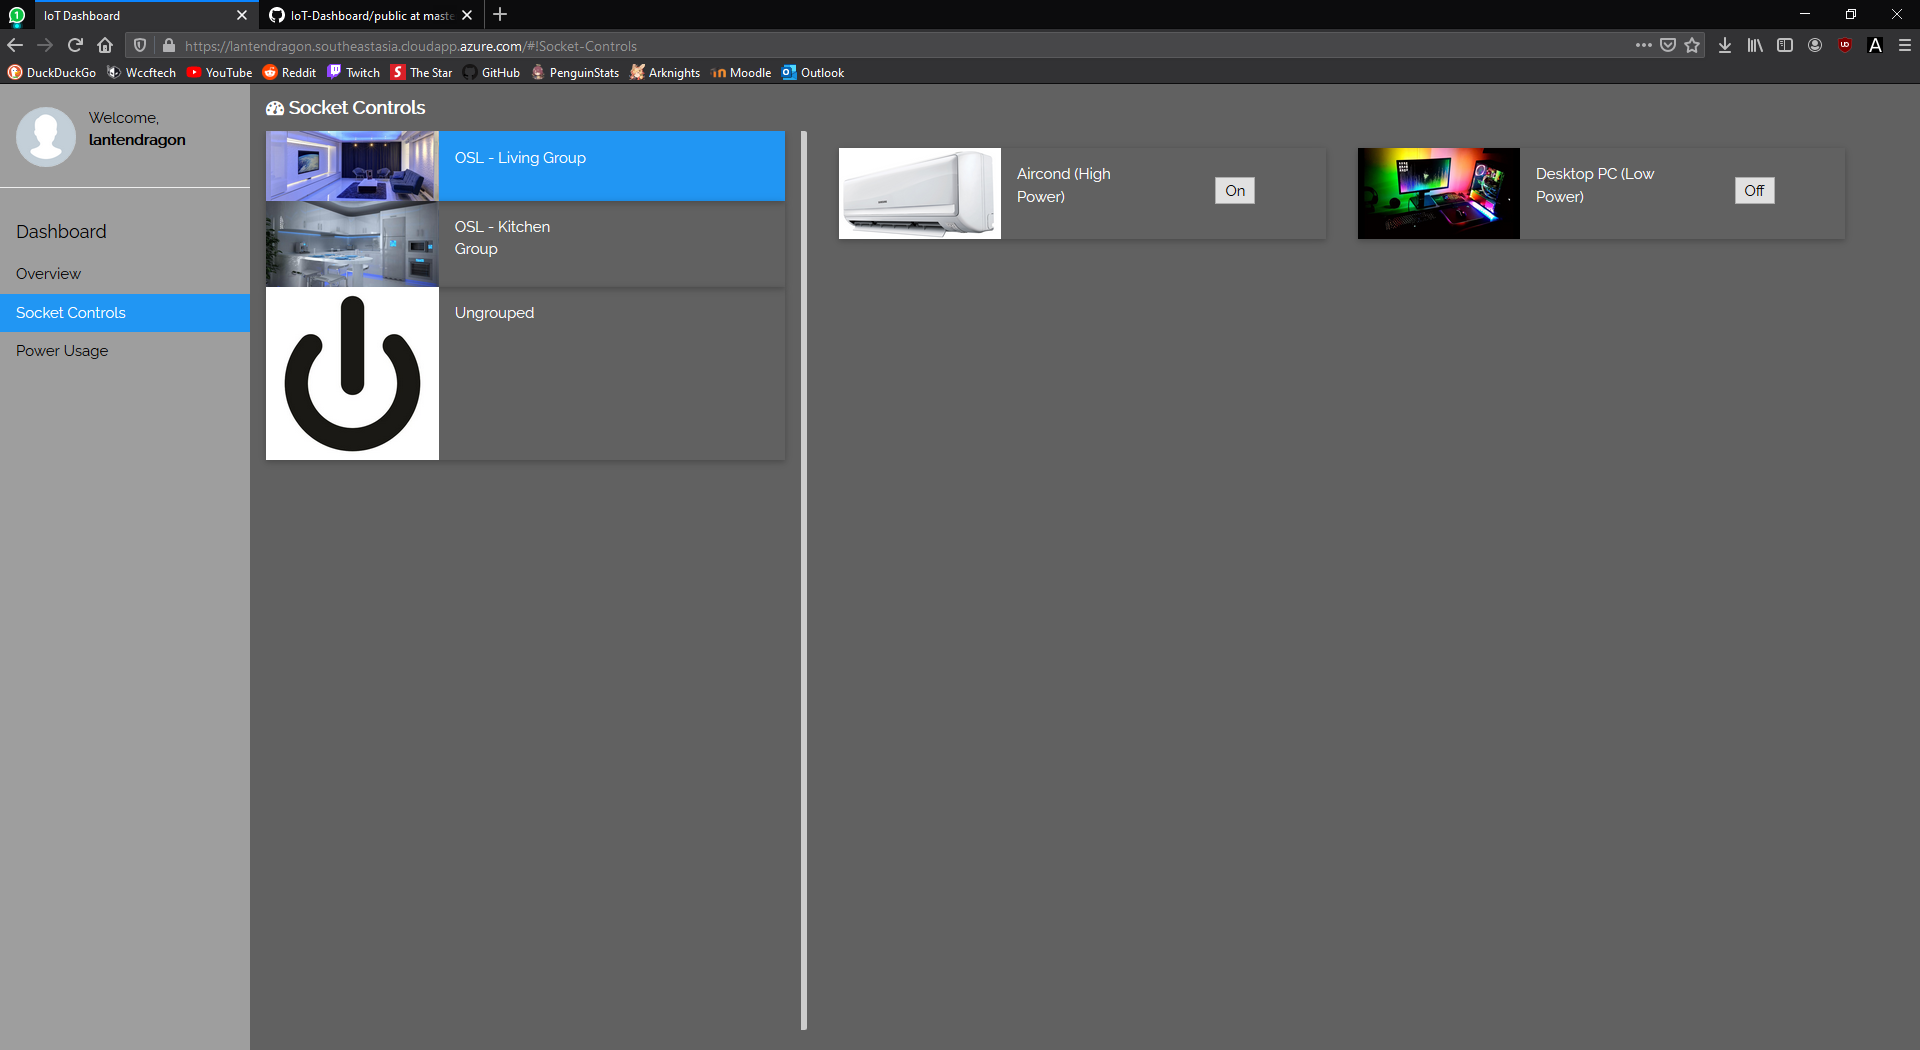 1
IoT Dashboard
IoT-Dashboard/public at maste
https://lantendragon.southeastasia.cloudapp.azure.com/#!Socket-Controls
DuckDuckGo
Wccftech
YouTube
Reddit
Twitch
S The Star
GitHub
PenguinStats
Arknights
Moodle
Outlook
Welcome,
lantendragon
Dashboard
Overview
Socket Controls
Power Usage
Socket Controls
OSL - Living Group
OSL - Kitchen
Group
Ungrouped
Aircond (High
Power)
On
Desktop PC (Low
Power)
Off